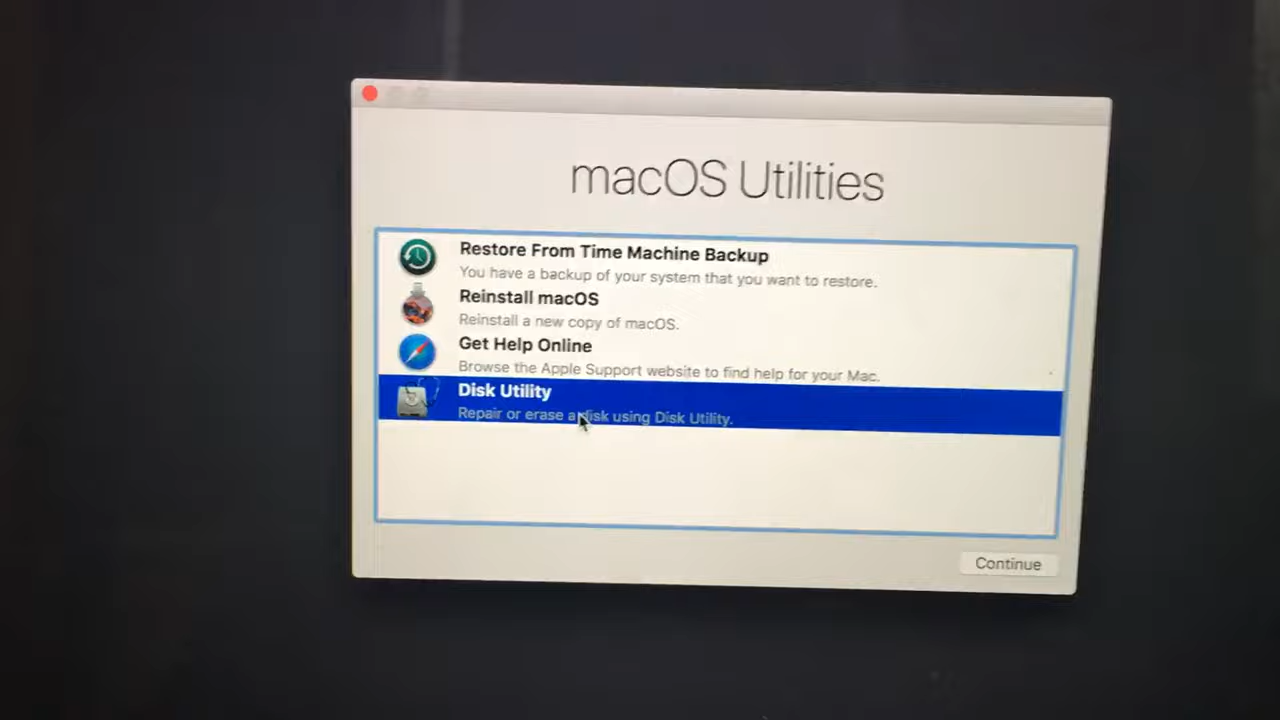 macOS Utilities
Restore From Time Machine Backup
You have a backup of your system that you want to restore.
Reinstall macOS
Reinstall a new copy of macOS.
Get Help Online
Browse the Apple Support website to find help for your Mac.
Disk Utility
Repair or erase a disk using Disk Utility.
Continue